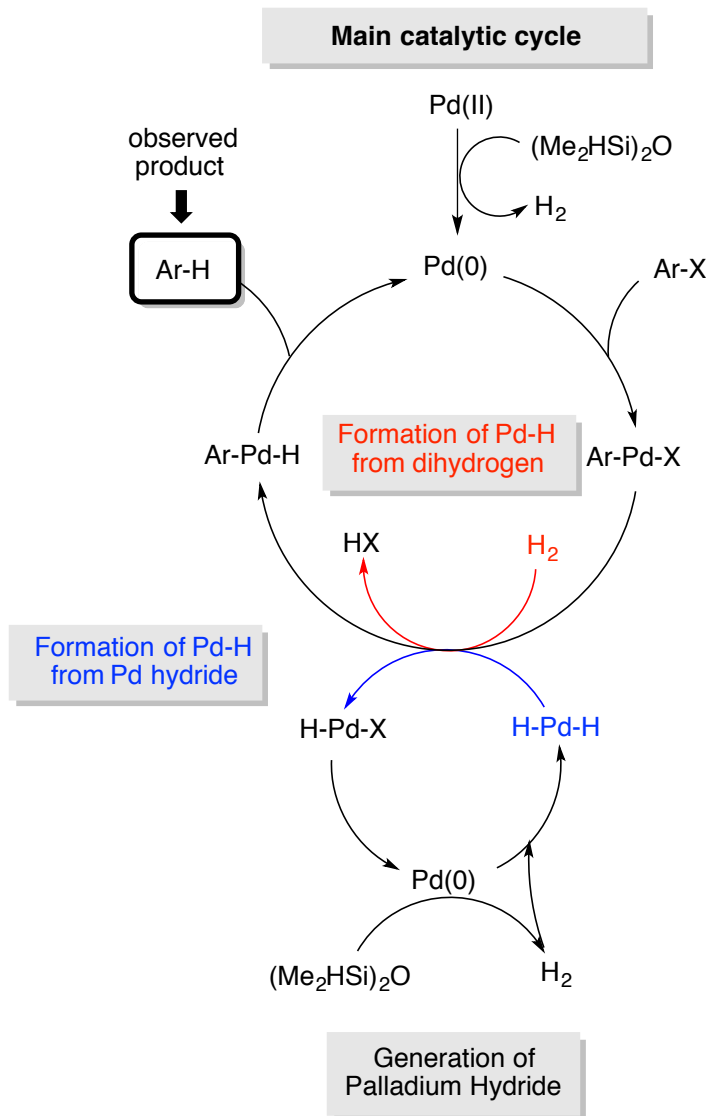 Main catalytic cycle
Pd(II)
observed
product
(Me₂HSi)₂O
H₂
Ar-H
Pd(0)
Ar-X
Ar-Pd-H
Formation of Pd-H
from dihydrogen
Ar-Pd-X
HX
H₂
Formation of Pd-H
from Pd hydride
H-Pd-X
H-Pd-H
Pd(0)
(Me₂HSi)₂O
H₂
Generation of
Palladium Hydride